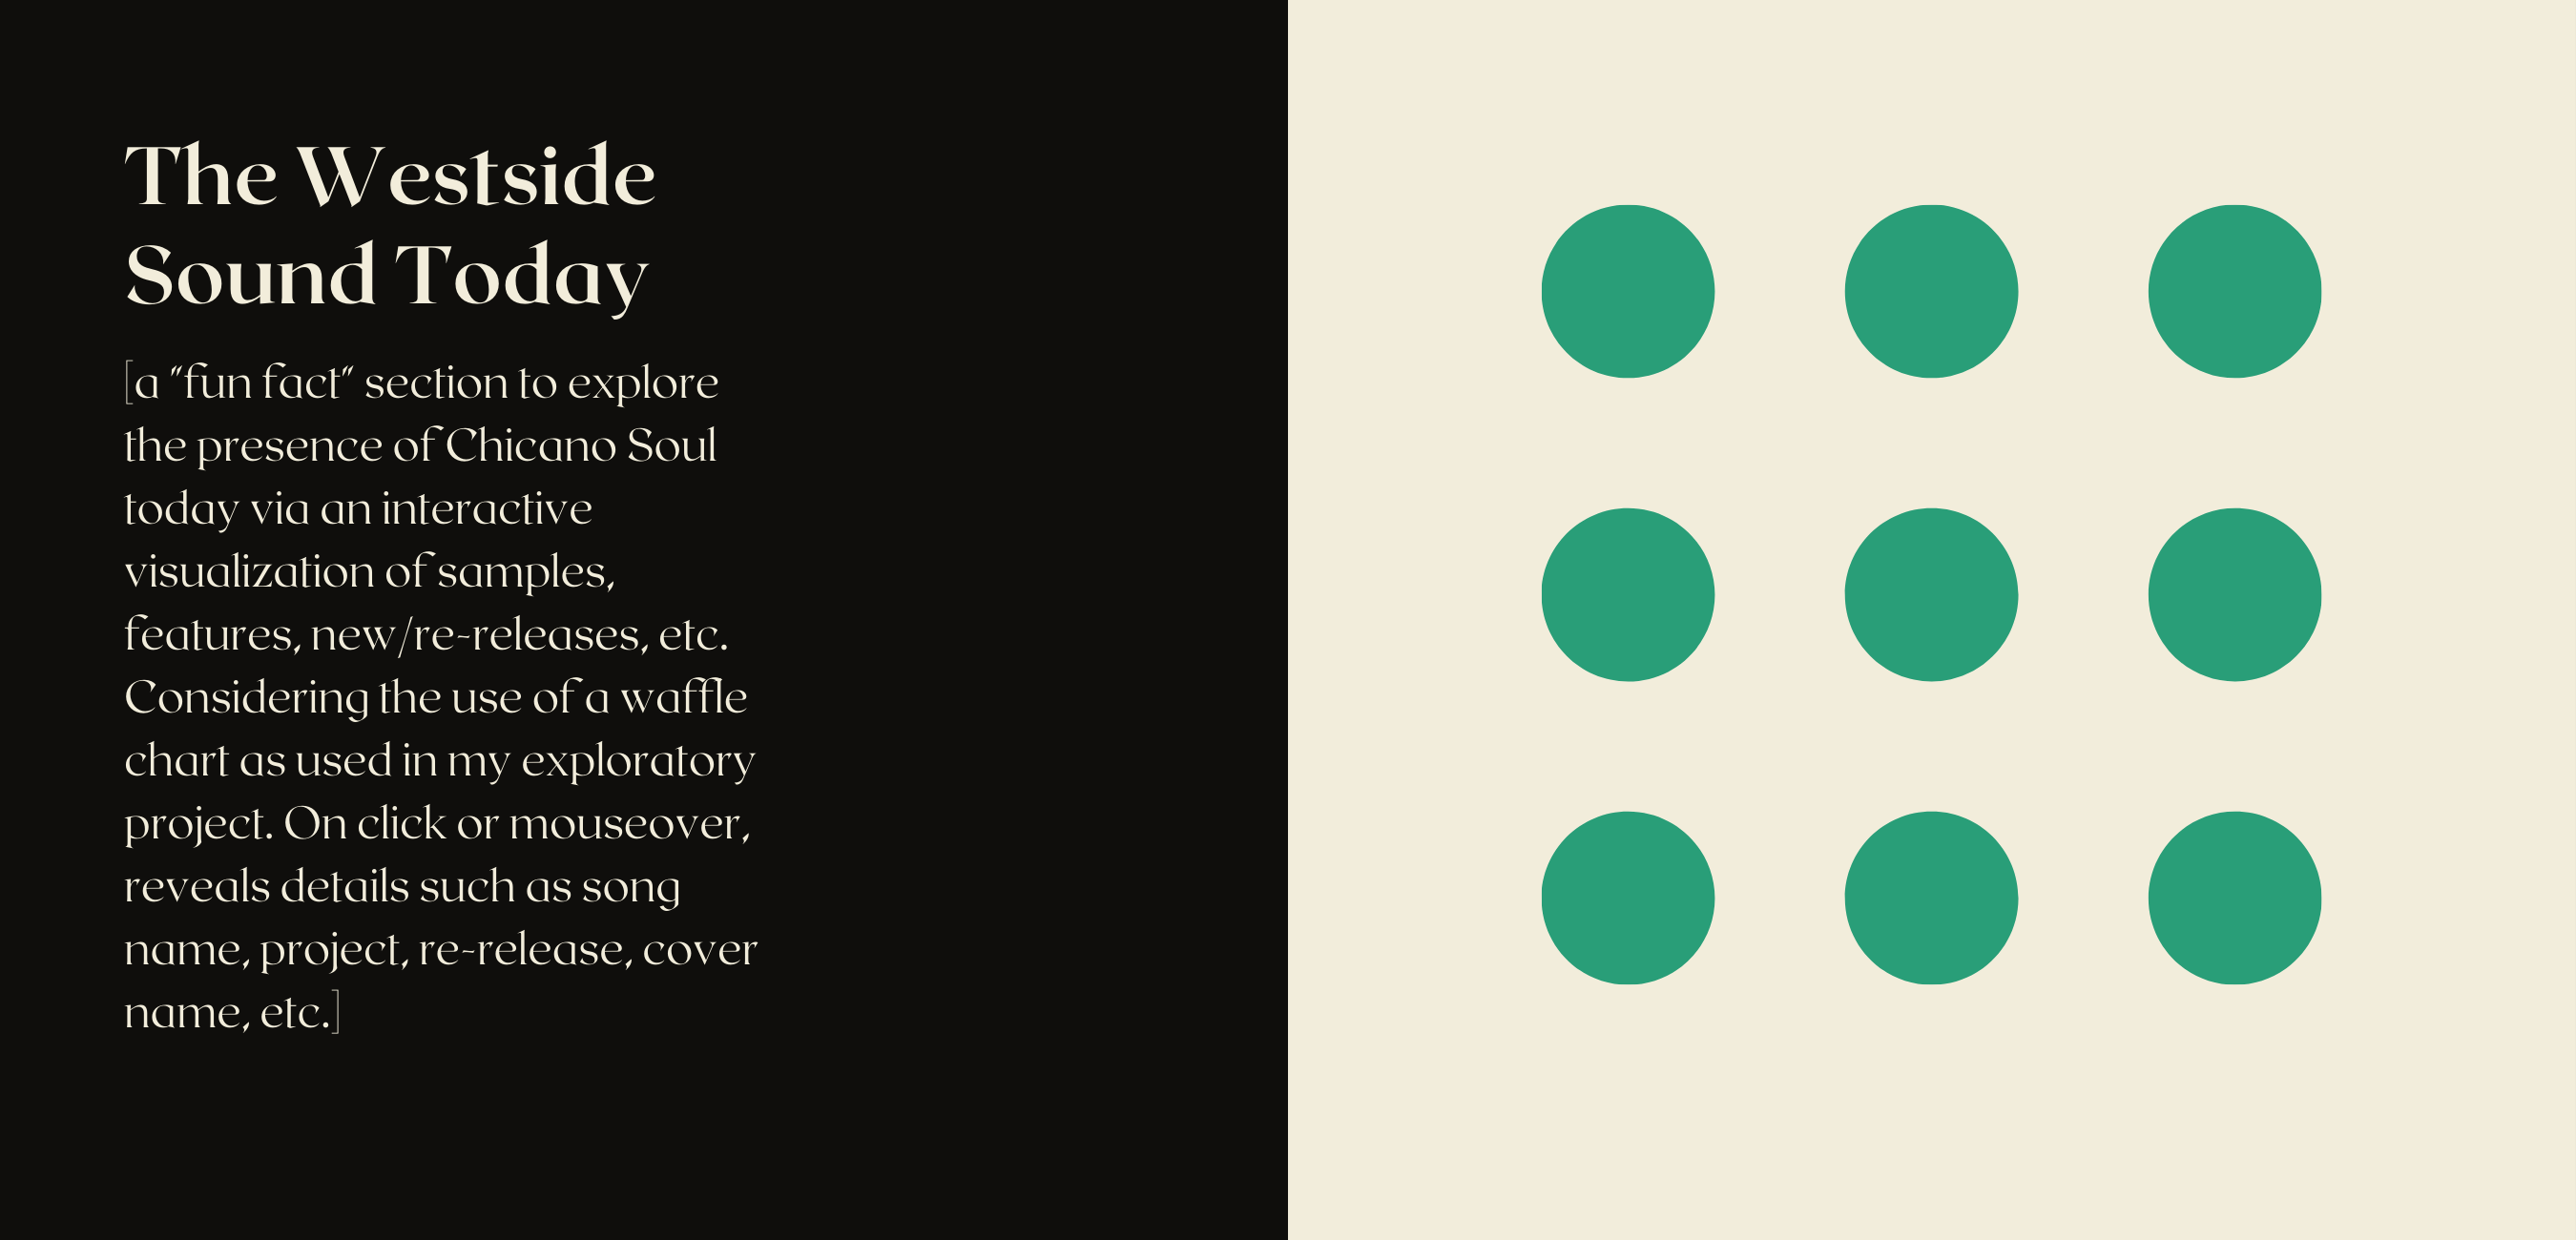 The Westside
Sound Today
[a "fun fact" section to explore
the presence of Chicano Soul
today via an interactive
visualization of samples,
features, new/re-releases, etc.
Considering the use of a waffle
chart as used in my exploratory
project. On click or mouseover,
reveals details such as song
name, project, re-release, cover
name, etc.]